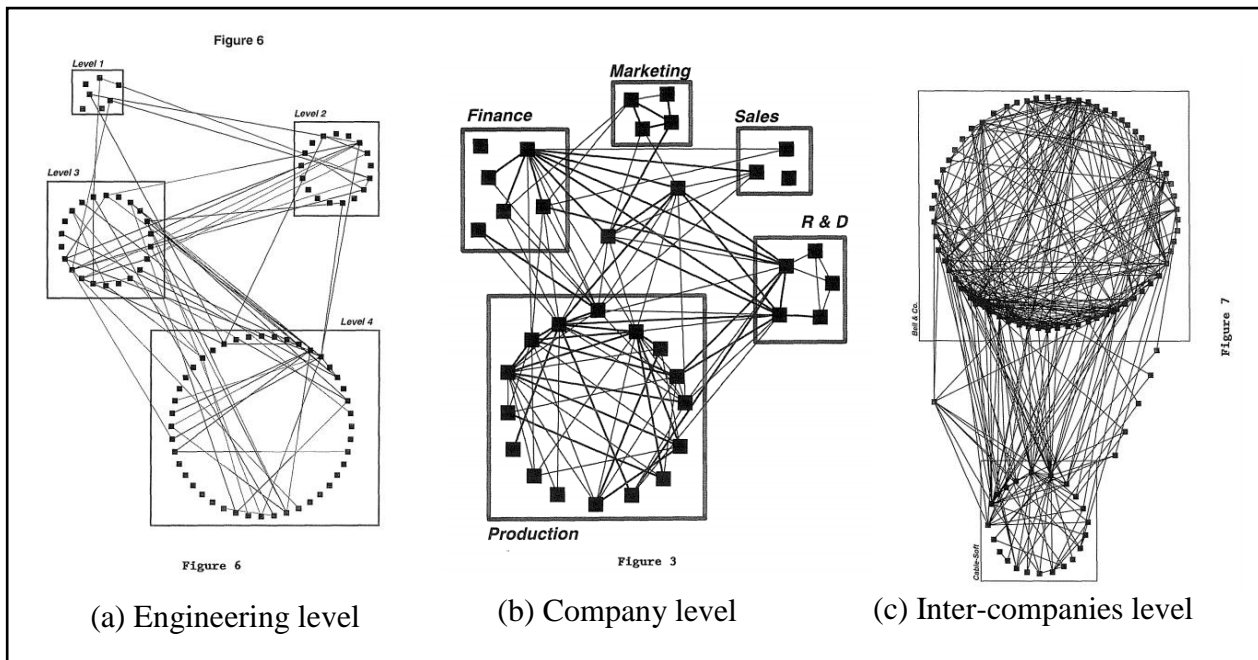 Figure 6
Level 1
Level 2
Level 3
Level 4
Figure 6
(a) Engineering level
Marketing
Finance
Sales
R & D
Production
Figure 3
(b) Company level
Bell & Co.
Figure 7
Cable-Soft
(c) Inter-companies level